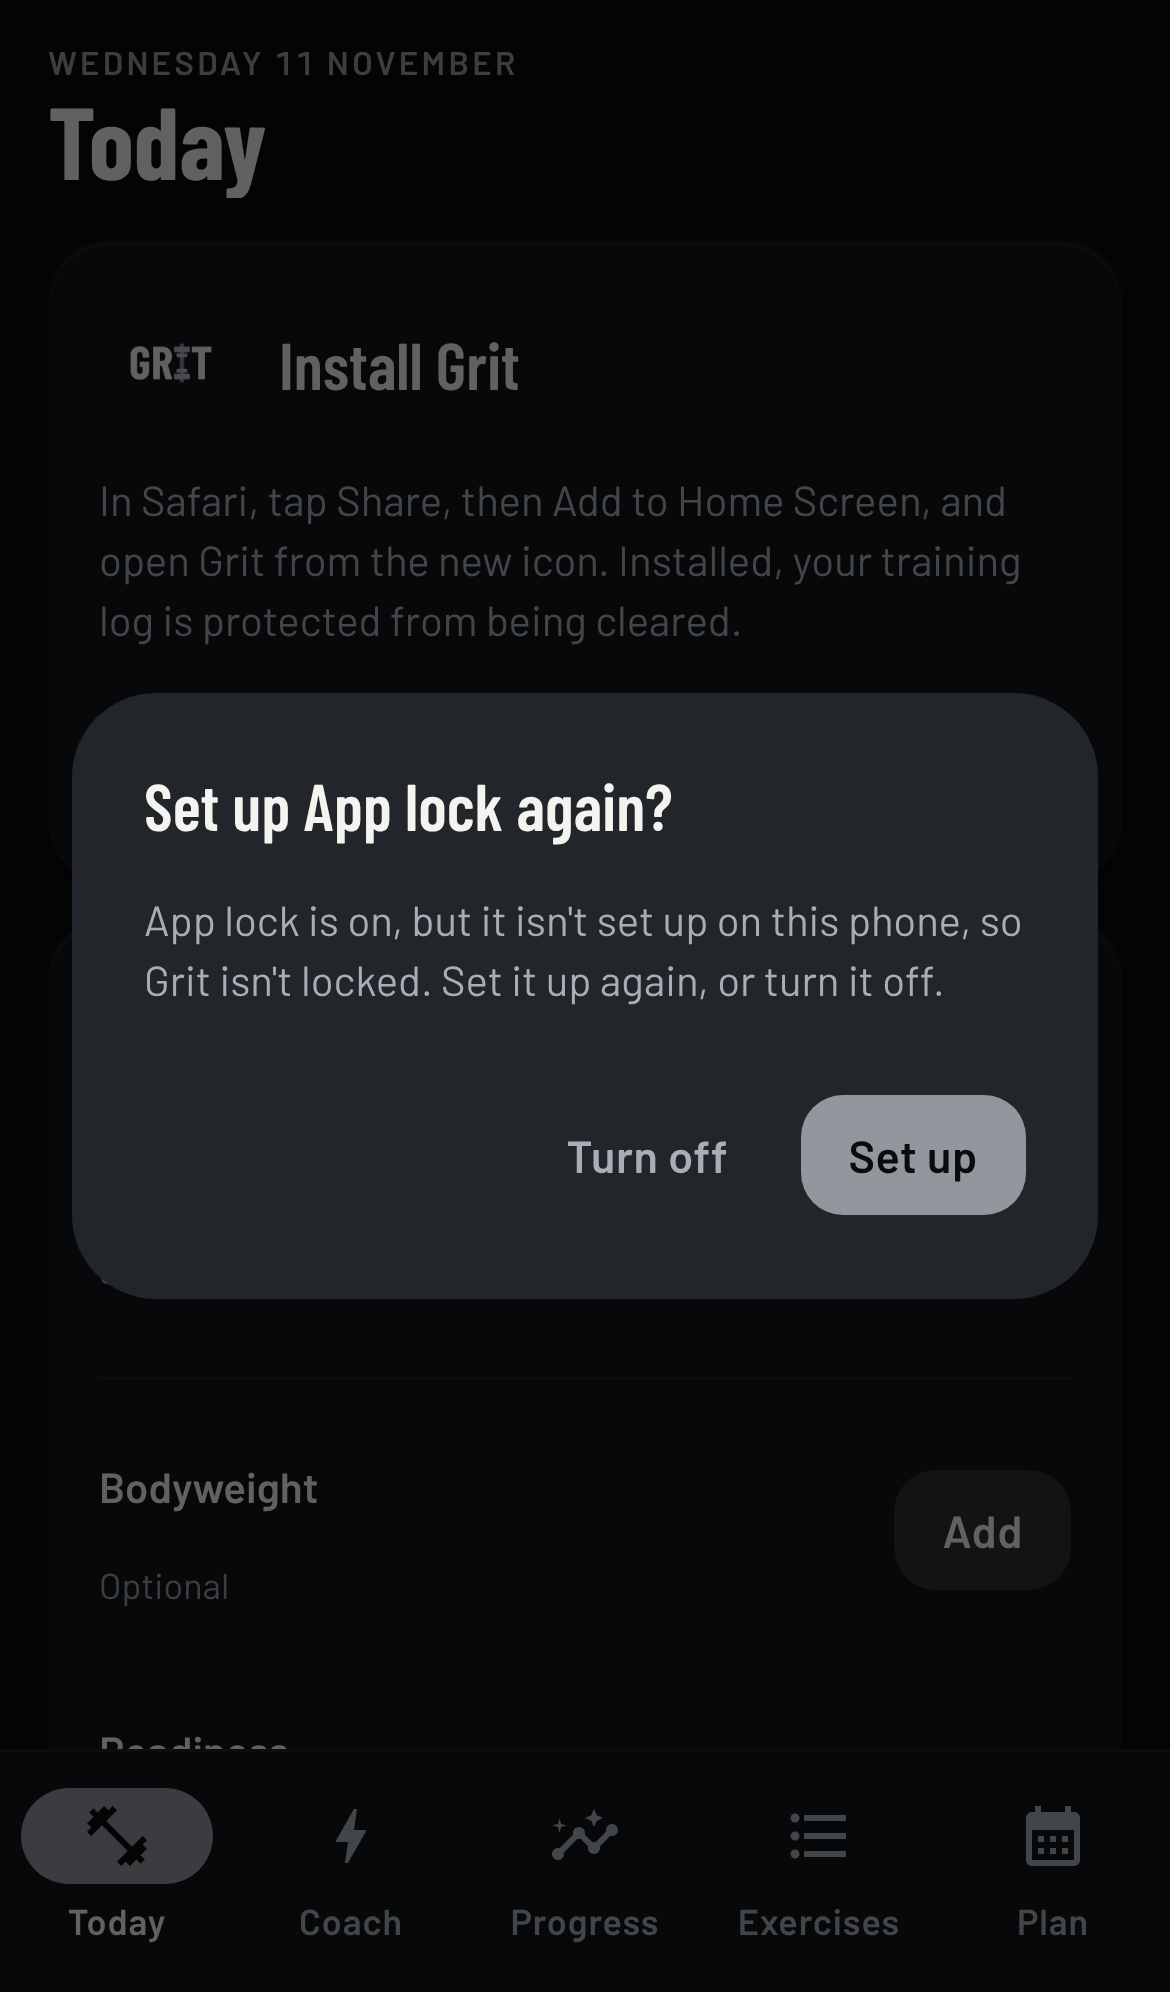 WEDNESDAY 11 NOVEMBER
Today
GRIT
Install Grit
In Safari, tap Share, then Add to Home Screen, and
open Grit from the new icon. Installed, your training
log is protected from being cleared.
Set up App lock again?
App lock is on, but it isn't set up on this phone, so
Grit isn't locked. Set it up again, or turn it off.
Turn off
Set up
Bodyweight
Add
Optional
Readiness
Today
Coach
Progress
Exercises
Plan